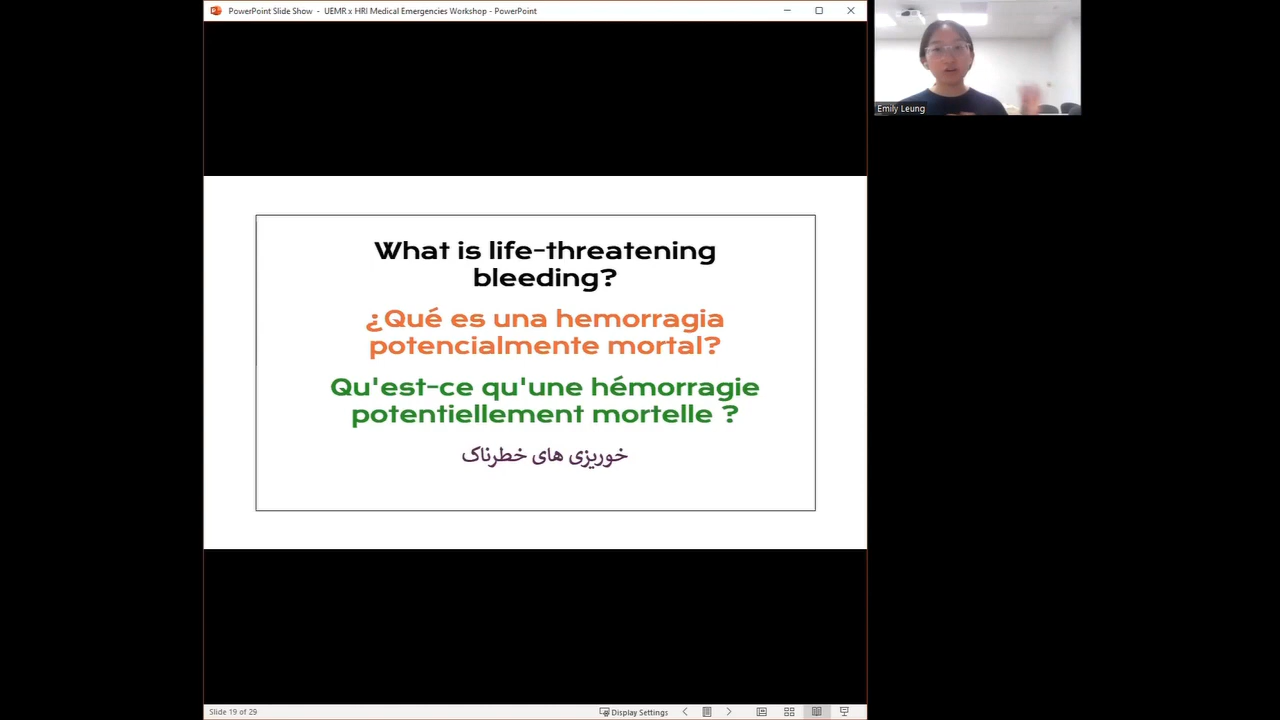 PowerPoint Slide Show - UEMR x HRI Medical Emergencies Workshop - PowerPoint
Emily Leung
What is life-threatening
bleeding?
¿Qué es una hemorragia
potencialmente mortal?
Qu'est-ce qu'une hémorragie
potentiellement mortelle ?
خوریزی های خطرناک
Slide 19 of 29
Display Settings